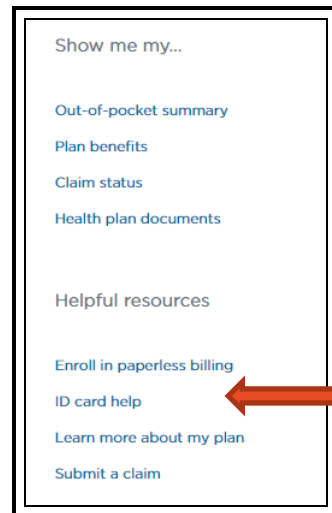 Show me my...
Out-of-pocket summary
Plan benefits
Claim status
Health plan documents
Helpful resources
Enroll in paperless billing
ID card help
Learn more about my plan
Submit a claim